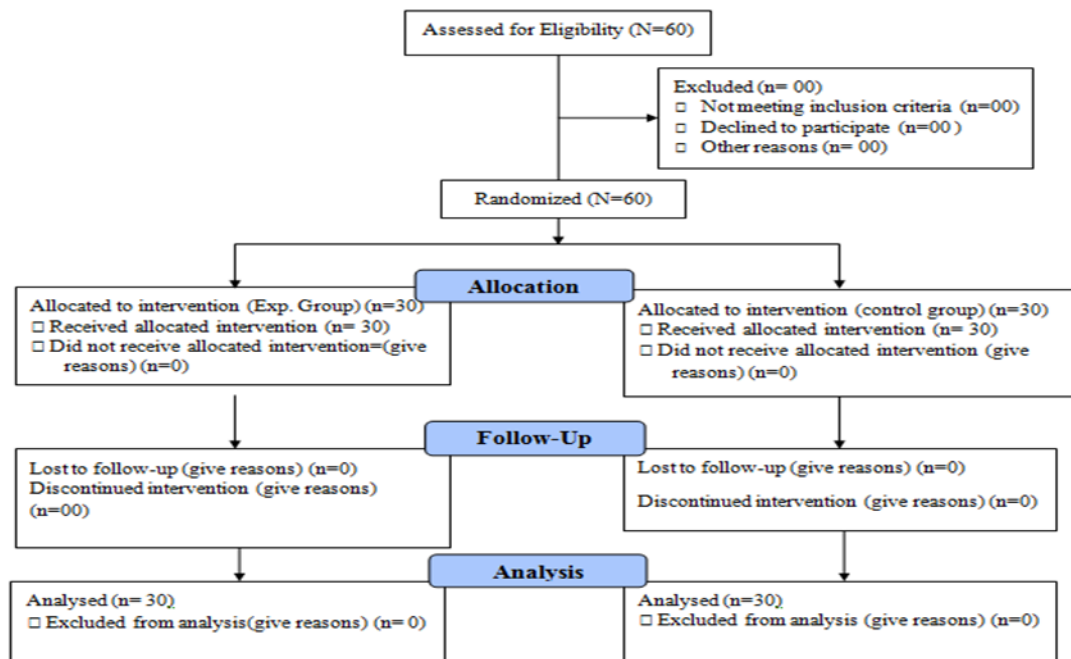 Assessed for Eligibility (N=60)
Excluded (n= 00)
□ Not meeting inclusion criteria (n=00)
□ Declined to participate (n=00 )
□ Other reasons (n= 00)
Randomized (N=60)
Allocation
Allocated to intervention (Exp. Group) (n=30)
□ Received allocated intervention (n= 30)
□ Did not receive allocated intervention=(give
reasons) (n=0)
Allocated to intervention (control group) (n=30)
□ Received allocated intervention (n= 30)
□ Did not receive allocated intervention (give
reasons) (n=0)
Follow-Up
Lost to follow-up (give reasons) (n=0)
Discontinued intervention (give reasons)
(n=00)
Lost to follow-up (give reasons) (n=0)
Discontinued intervention (give reasons) (n=0)
Analysis
Analysed (n= 30)
□ Excluded from analysis(give reasons) (n= 0)
Analysed (n=30)
□ Excluded from analysis (give reasons) (n=0)